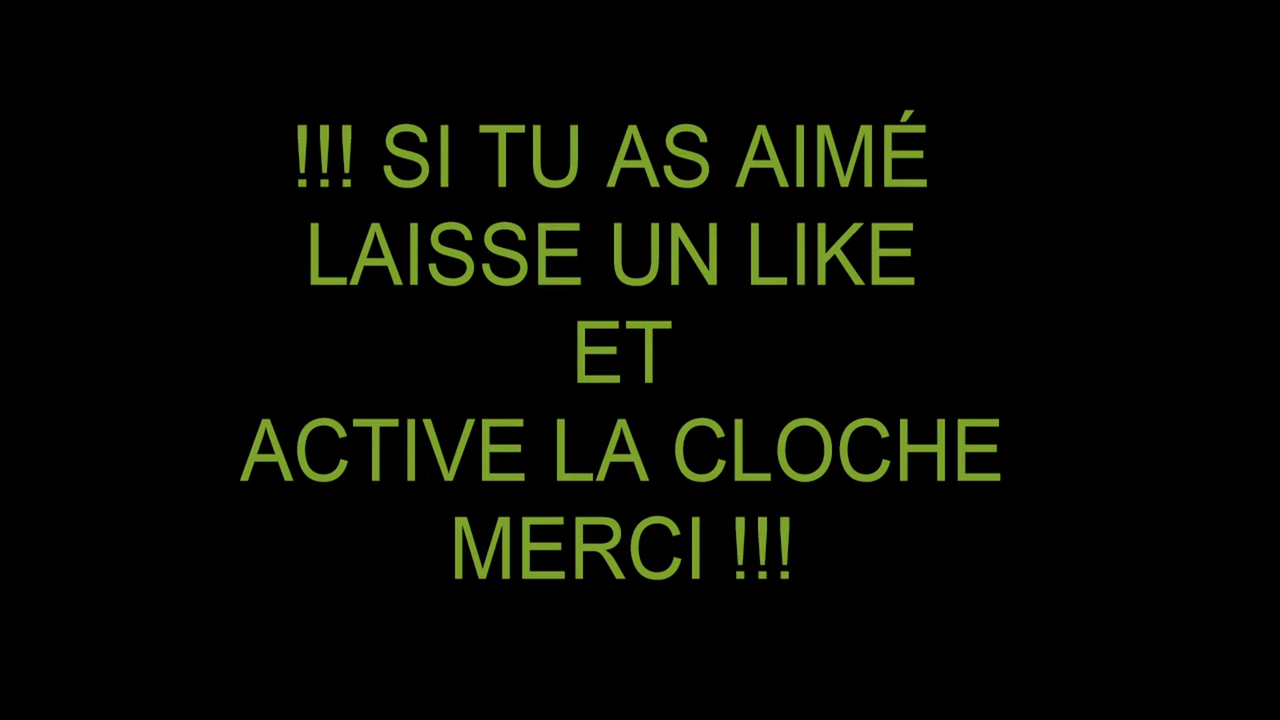 !!! SI TU AS AIMÉ
LAISSE UN LIKE
ET
ACTIVE LA CLOCHE
MERCI !!!